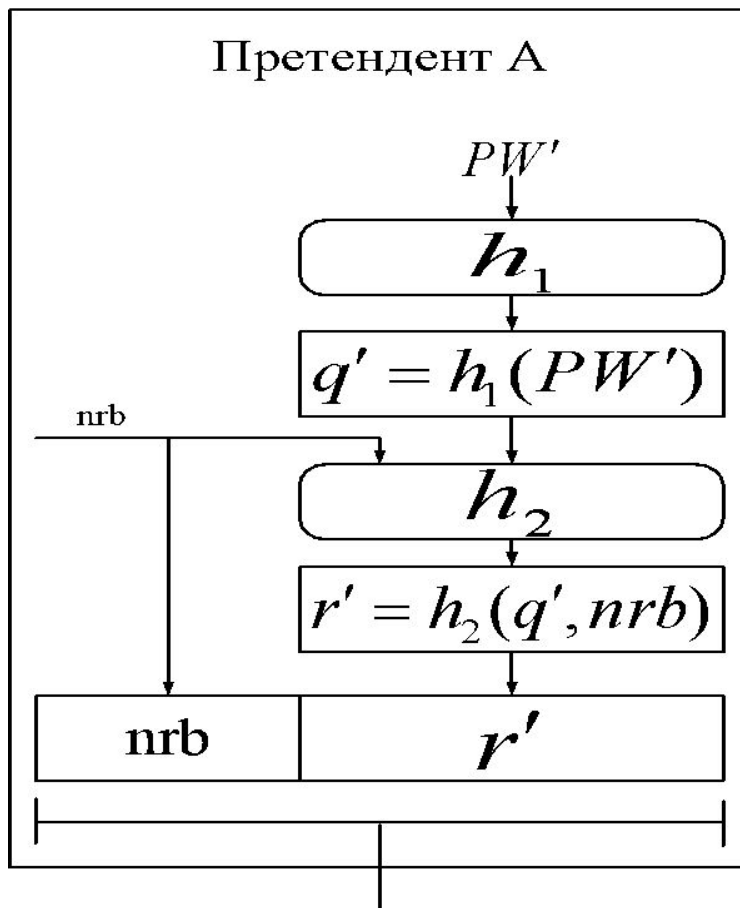 Претендент А
PW'
h₁
q' = h₁(PW')
nrb
h₂
r' = h₂(q', nrb)
nrb r'